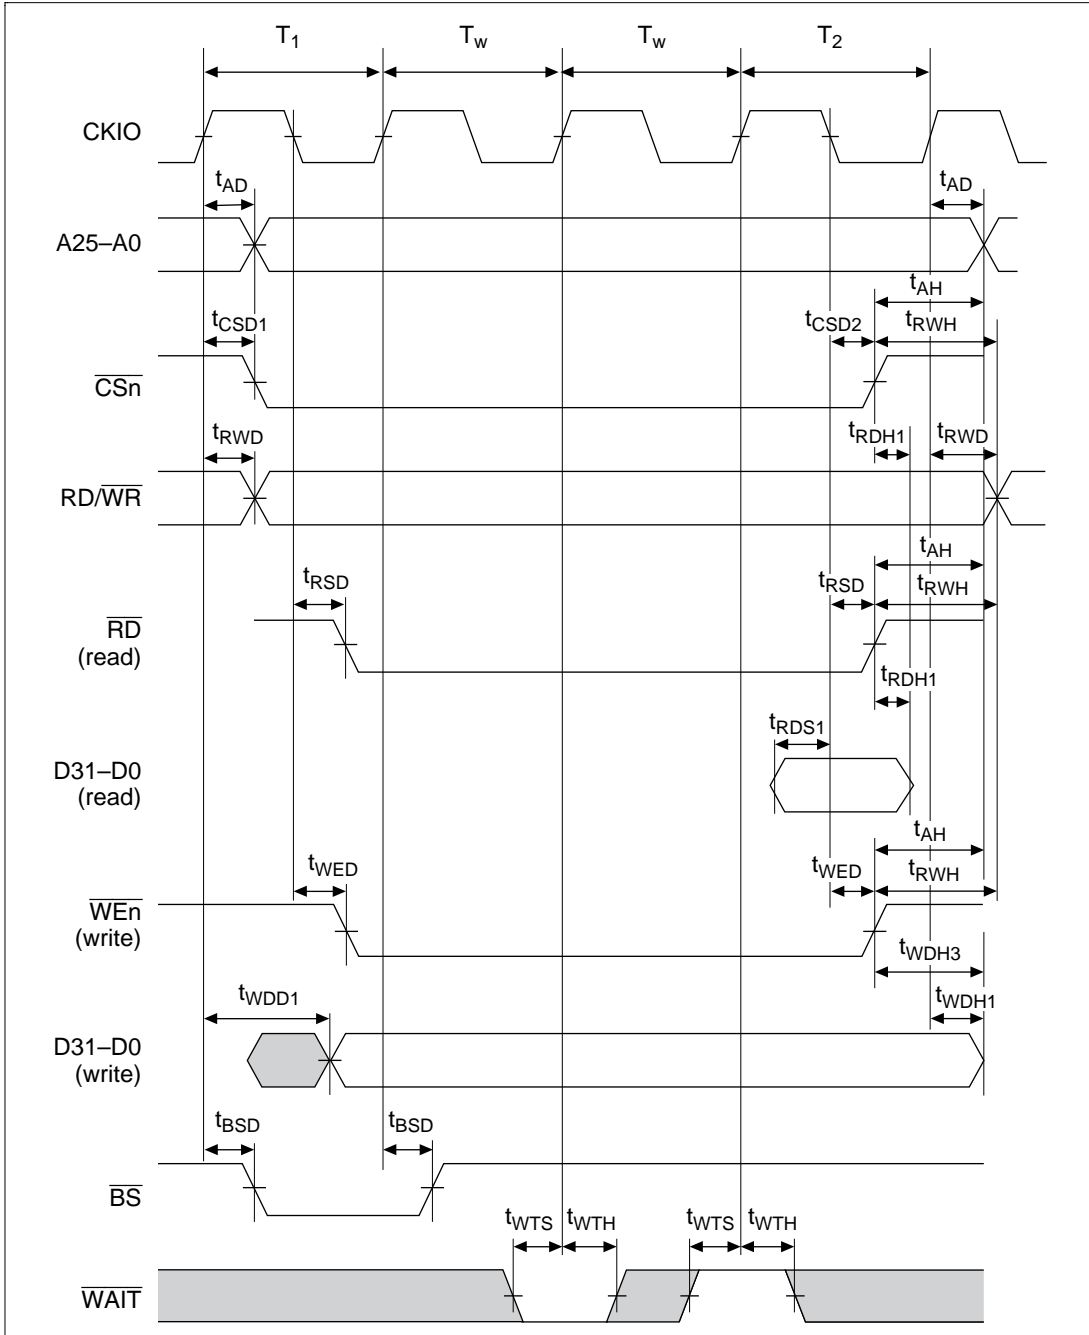 T1 Tw Tw T2
CKIO
tAD tAD
A25–A0
tAH
tCSD1 tCSD2 tRWH
CSn
tRWD tRDH1 tRWD
RD/WR
tAH
tRSD tRSD tRWH
RD
(read)
tRDH1
tRDS1
D31–D0
(read)
tAH
tWED tWED tRWH
WEn
(write)
tWDH3
tWDD1 tWDH1
D31–D0
(write)
tBSD tBSD
BS
tWTS tWTH tWTS tWTH
WAIT